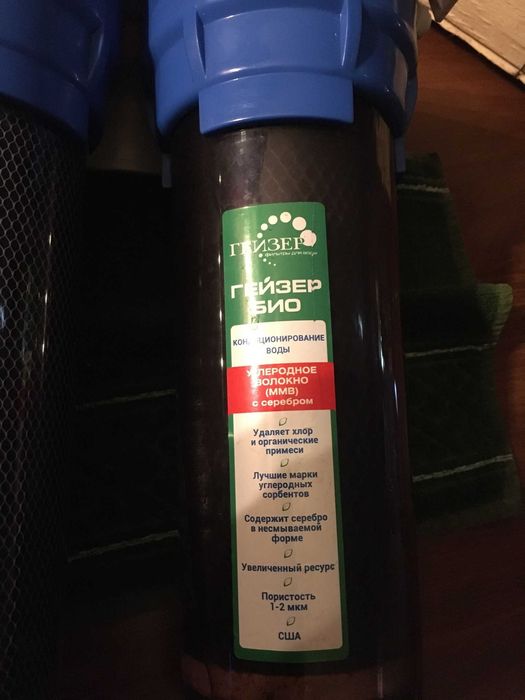 ГЕЙЗЕР
ФИЛЬТРЫ ДЛЯ ВОДЫ
ГЕЙЗЕР
БИО
КОНДИЦИОНИРОВАНИЕ
ВОДЫ
УГЛЕРОДНОЕ
ВОЛОКНО
(ММВ)
с серебром
Удаляет хлор
и органические
примеси
Лучшие марки
углеродных
сорбентов
Содержит серебро
в несмываемой
форме
Увеличенный ресурс
Пористость
1-2 мкм
США